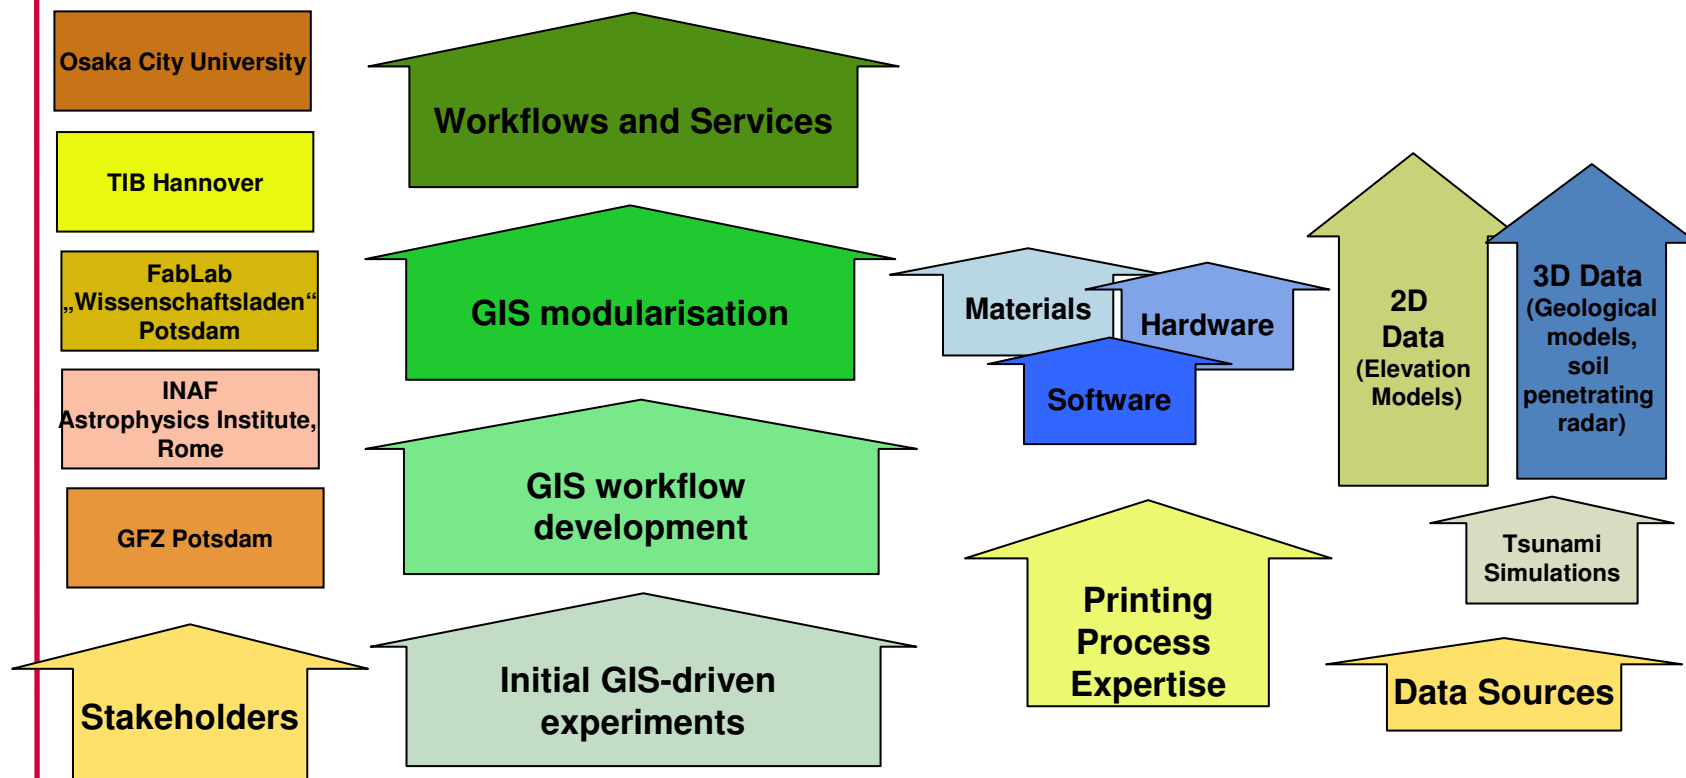 Osaka City University
TIB Hannover
FabLab
„Wissenschaftsladen“
Potsdam
INAF
Astrophysics Institute,
Rome
GFZ Potsdam
Stakeholders
Workflows and Services
GIS modularisation
GIS workflow
development
Initial GIS-driven
experiments
Materials
Hardware
Software
Printing
Process
Expertise
2D
Data
(Elevation
Models)
3D Data
(Geological
models,
soil
penetrating
radar)
Tsunami
Simulations
Data Sources